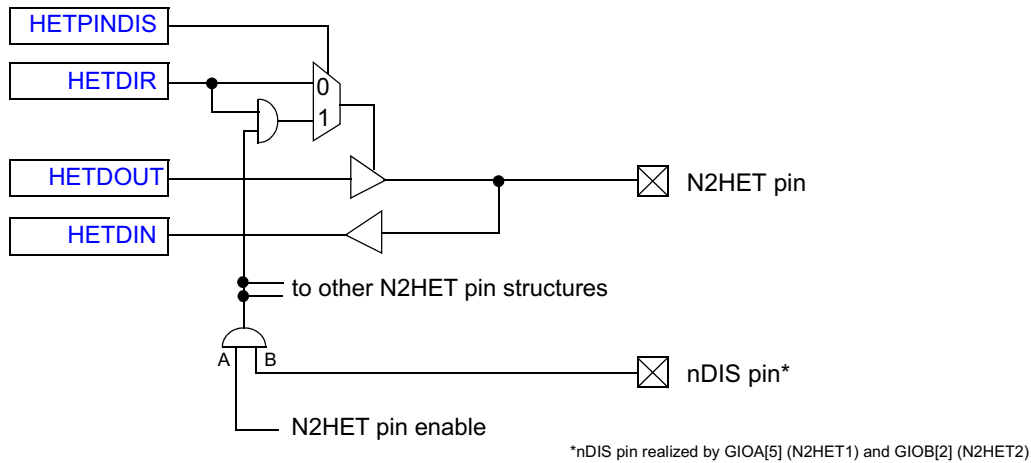 HETPINDIS
HETDIR
0
1
HETDOUT
N2HET pin
HETDIN
to other N2HET pin structures
A
B
nDIS pin*
N2HET pin enable
*nDIS pin realized by GIOA[5] (N2HET1) and GIOB[2] (N2HET2)